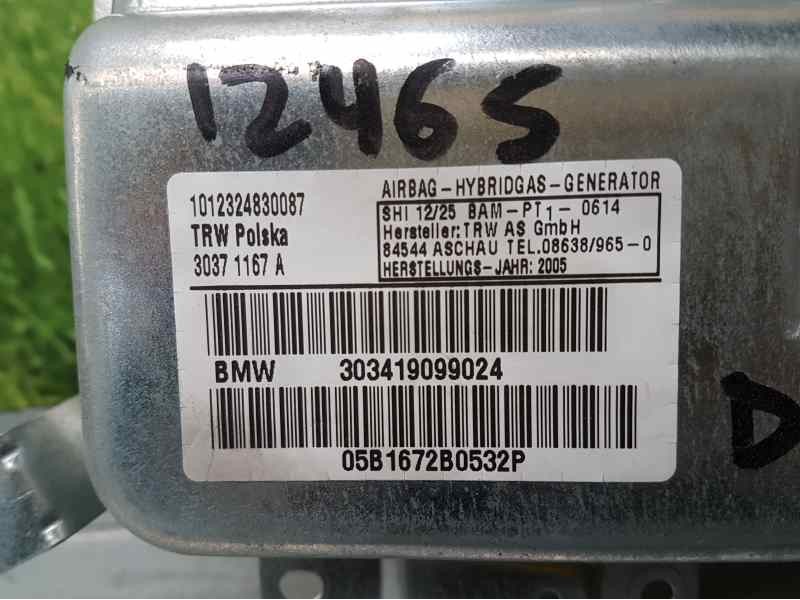 12465
1012324830087
TRW Polska
3037 1167 A
AIRBAG-HYBRIDGAS-GENERATOR
SHI 12/25 BAM-PT1-0614
Hersteller:TRW AS GmbH
84544 ASCHAU TEL.08638/965-0
HERSTELLUNGS-JAHR: 2005
BMW 303419099024
05B1672B0532P
D